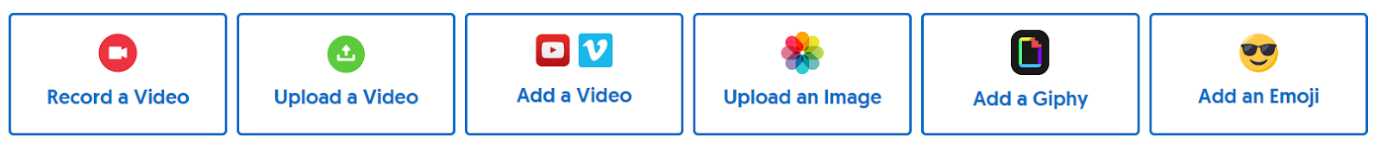 Record a Video
Upload a Video
Add a Video
Upload an Image
Add a Giphy
Add an Emoji